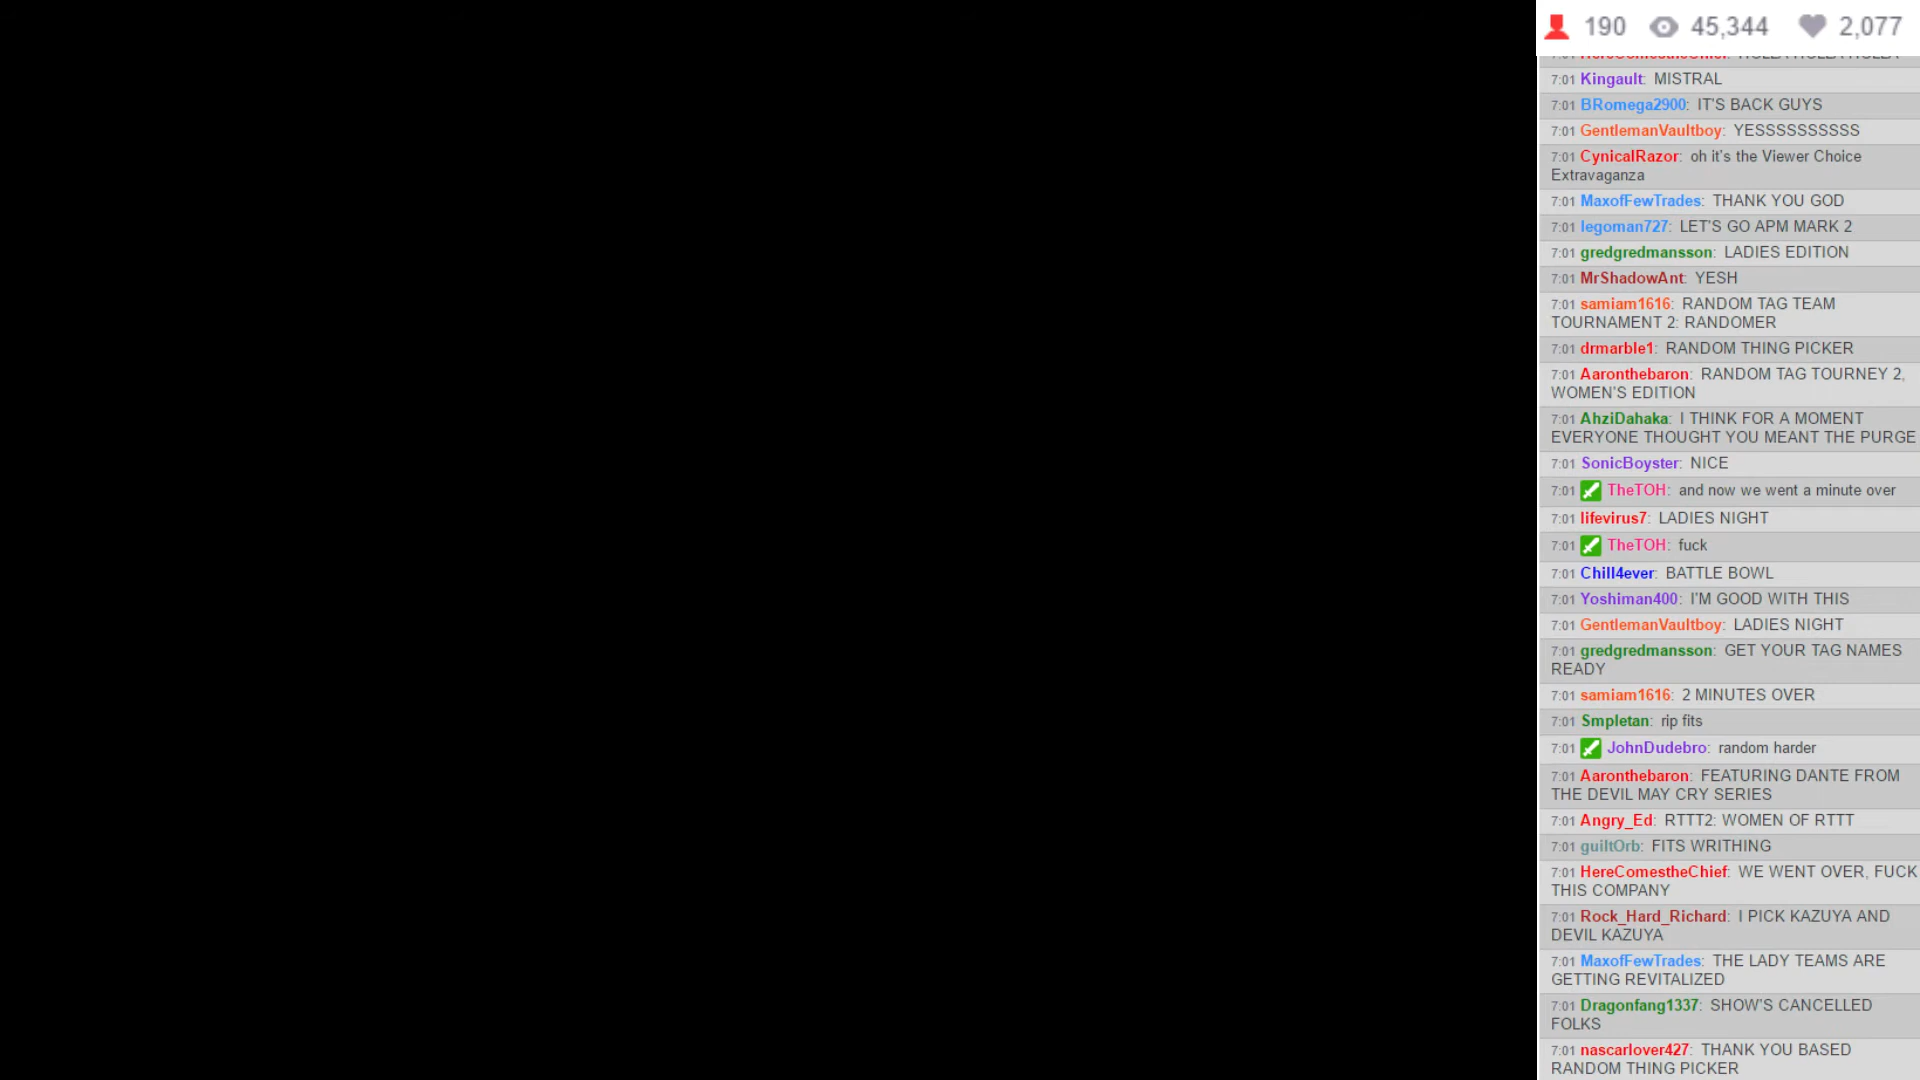 190 45,344 2,077
7:01 Kingault: MISTRAL
7:01 BRomega2900: IT'S BACK GUYS
7:01 GentlemanVaultboy: YESSSSSSSSSS
7:01 CynicalRazor: oh it's the Viewer Choice
Extravaganza
7:01 MaxofFewTrades: THANK YOU GOD
7:01 legoman727: LET'S GO APM MARK 2
7:01 gredgredmansson: LADIES EDITION
7:01 MrShadowAnt: YESH
7:01 samiam1616: RANDOM TAG TEAM
TOURNAMENT 2: RANDOMER
7:01 drmarble1: RANDOM THING PICKER
7:01 Aaronthebaron: RANDOM TAG TOURNEY 2,
WOMEN'S EDITION
7:01 AhziDahaka: I THINK FOR A MOMENT
EVERYONE THOUGHT YOU MEANT THE PURGE
7:01 SonicBoyster: NICE
7:01 TheTOH: and now we went a minute over
7:01 lifevirus7: LADIES NIGHT
7:01 TheTOH: fuck
7:01 Chill4ever: BATTLE BOWL
7:01 Yoshiman400: I'M GOOD WITH THIS
7:01 GentlemanVaultboy: LADIES NIGHT
7:01 gredgredmansson: GET YOUR TAG NAMES
READY
7:01 samiam1616: 2 MINUTES OVER
7:01 Smpletan: rip fits
7:01 JohnDudebro: random harder
7:01 Aaronthebaron: FEATURING DANTE FROM
THE DEVIL MAY CRY SERIES
7:01 Angry_Ed: RTTT2: WOMEN OF RTTT
7:01 guiltOrb: FITS WRITHING
7:01 HereComestheChief: WE WENT OVER, FUCK
THIS COMPANY
7:01 Rock_Hard_Richard: I PICK KAZUYA AND
DEVIL KAZUYA
7:01 MaxofFewTrades: THE LADY TEAMS ARE
GETTING REVITALIZED
7:01 Dragonfang1337: SHOW'S CANCELLED
FOLKS
7:01 nascarlover427: THANK YOU BASED
RANDOM THING PICKER